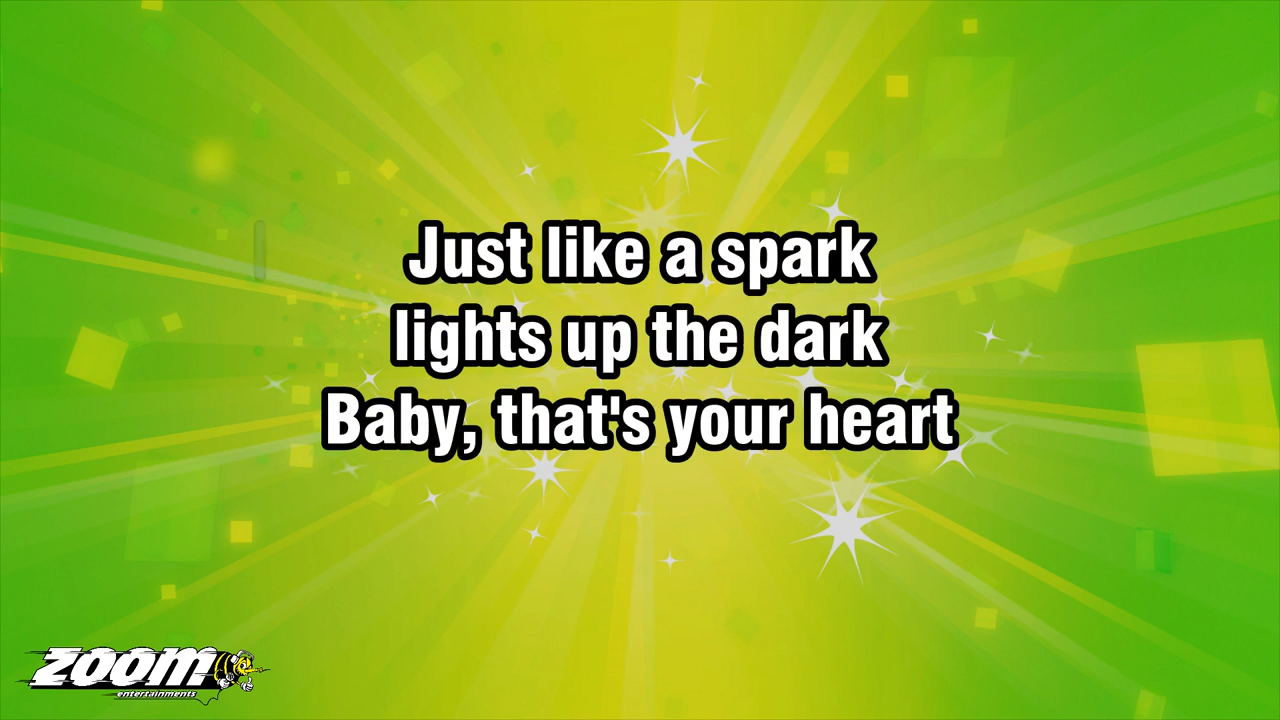 Just like a spark
lights up the dark
Baby, that's your heart
zoom
entertainments